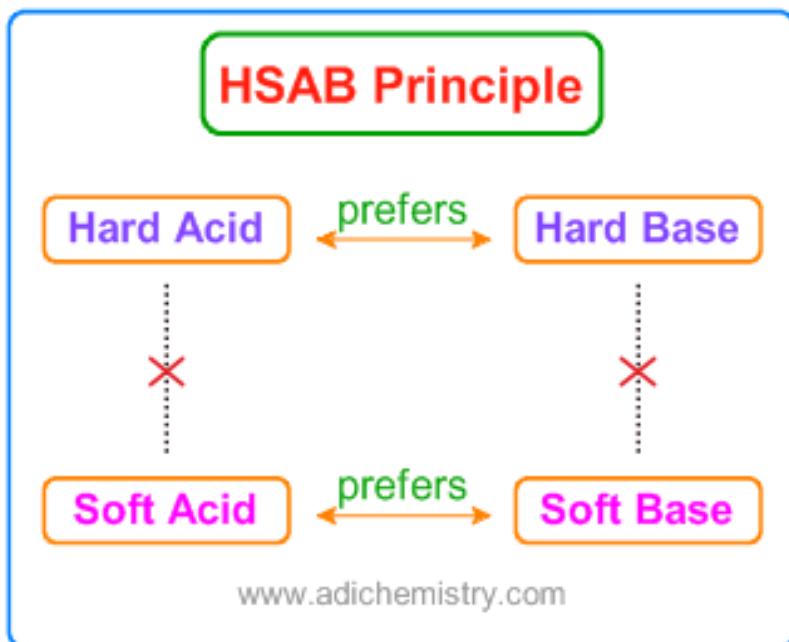 HSAB Principle
Hard Acid prefers Hard Base
Soft Acid prefers Soft Base
www.adichemistry.com